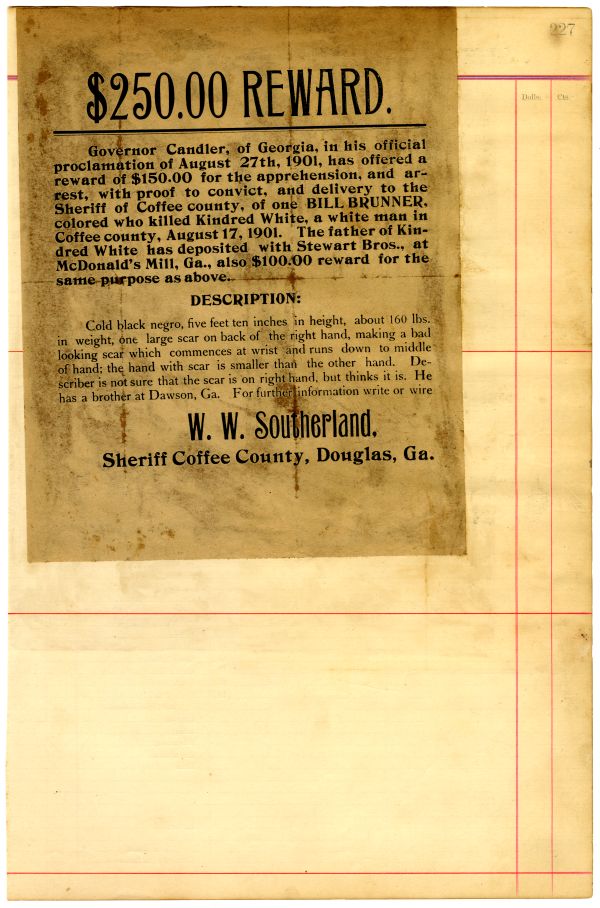 227
Dolls. Cts.
$250.00 REWARD.
Governor Candler, of Georgia, in his official
proclamation of August 27th, 1901, has offered a
reward of $150.00 for the apprehension, and ar-
rest, with proof to convict, and delivery to the
Sheriff of Coffee county, of one BILL BRUNNER,
colored who killed Kindred White, a white man in
Coffee county, August 17, 1901. The father of Kin-
dred White has deposited with Stewart Bros., at
McDonald's Mill, Ga., also $100.00 reward for the
same purpose as above.
DESCRIPTION:
Cold black negro, five feet ten inches in height, about 160 lbs.
in weight, one large scar on back of the right hand, making a bad
looking scar which commences at wrist and runs down to middle
of hand; the hand with scar is smaller than the other hand. De-
scriber is not sure that the scar is on right hand, but thinks it is. He
has a brother at Dawson, Ga. For further information write or wire
W. W. Southerland,
Sheriff Coffee County, Douglas, Ga.